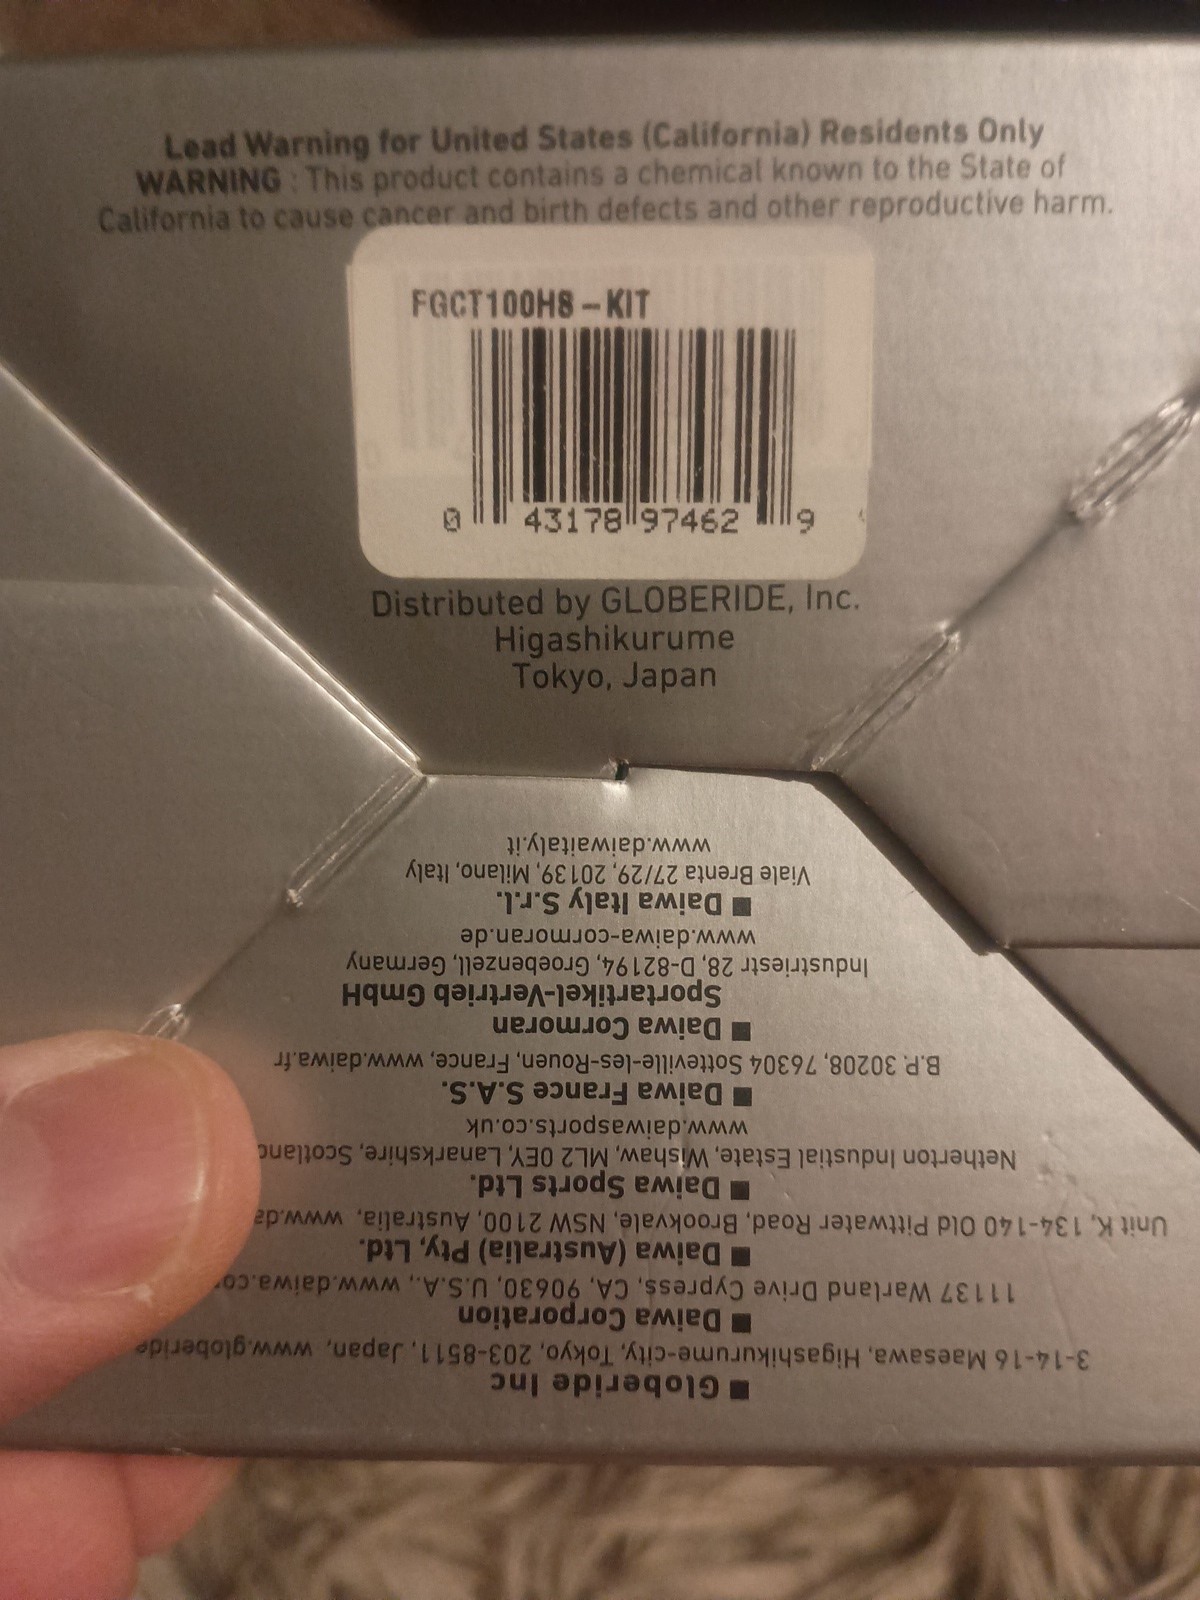 Lead Warning for United States (California) Residents Only
WARNING : This product contains a chemical known to the State of
California to cause cancer and birth defects and other reproductive harm.
FGCT100H8-KIT
0 43178 97462 9
Distributed by GLOBERIDE, Inc.
Higashikurume
Tokyo, Japan
■ Globeride Inc
3-14-16 Maesawa, Higashikurume-city, Tokyo, 203-8511, Japan, www.globeride
■ Daiwa Corporation
11137 Warland Drive Cypress, CA, 90630, U.S.A., www.daiwa.co
■ Daiwa (Australia) Pty, Ltd.
Unit K, 134-140 Old Pittwater Road, Brookvale, NSW 2100, Australia, www.da
■ Daiwa Sports Ltd.
Netherton Industial Estate, Wishaw, ML2 0EY, Lanarkshire, Scotland
www.daiwasports.co.uk
■ Daiwa France S.A.S.
B.P. 30208, 76304 Sotteville-les-Rouen, France, www.daiwa.fr
■ Daiwa Cormoran
Sportartikel-Vertrieb GmbH
Industriestr 28, D-82194, Groebenzell, Germany
www.daiwa-cormoran.de
■ Daiwa Italy S.r.l.
Viale Brenta 27/29, 20139, Milano, Italy
www.daiwaitaly.it